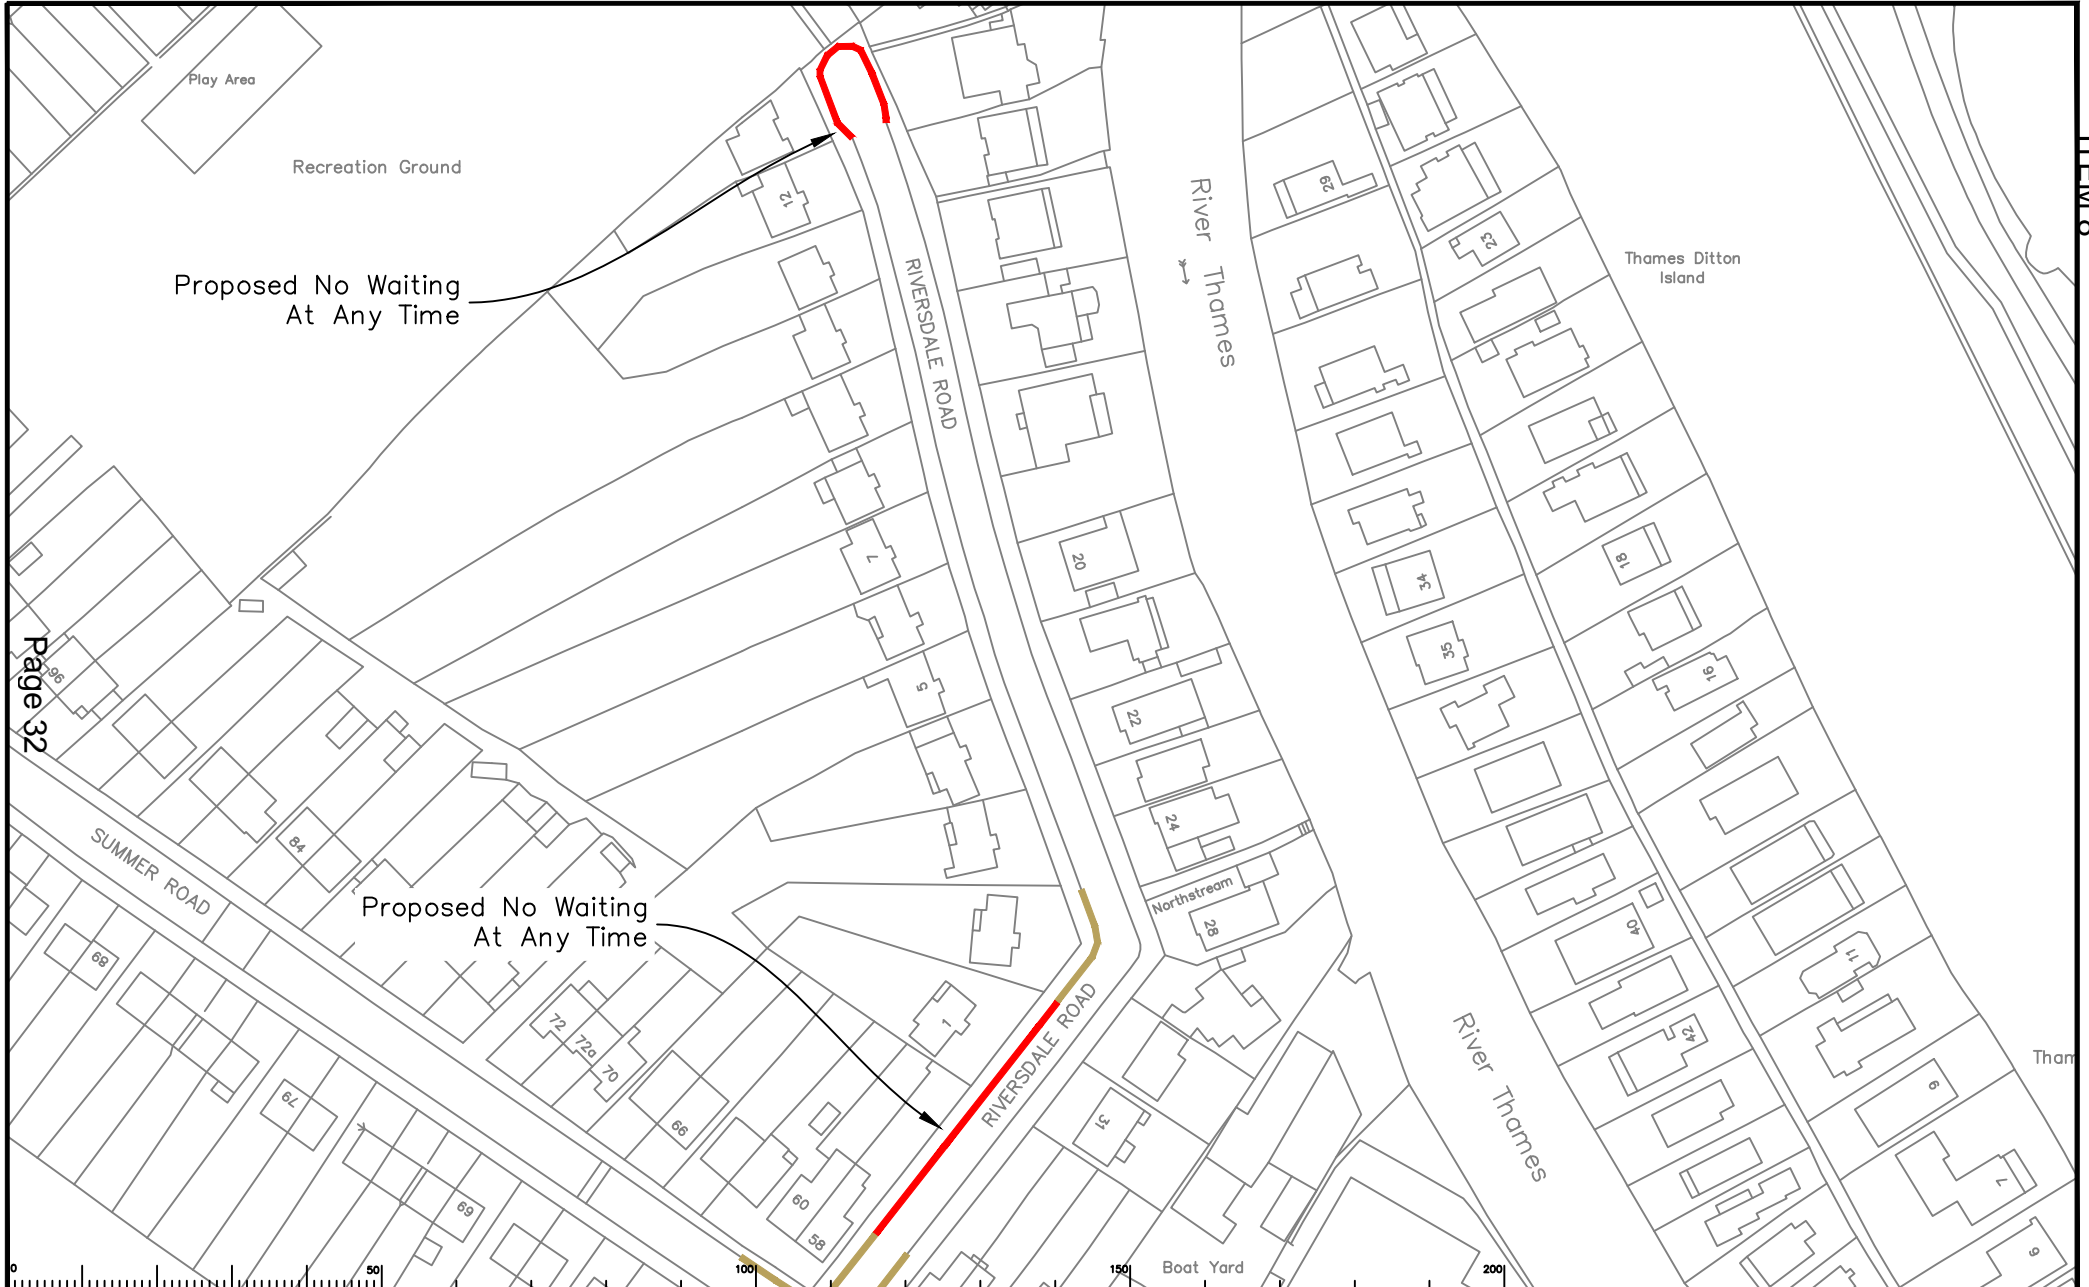 Play Area
Recreation Ground
Proposed No Waiting
At Any Time
12
RIVERSDALE ROAD
River Thames
29
23
Thames Ditton
Island
7
20
34
18
35
16
5
22
24
Northstream
28
40
11
42
9
7
6
Page 32
96
84
SUMMER ROAD
Proposed No Waiting
At Any Time
1
RIVERSDALE ROAD
River Thames
31
89
72
72a
70
66
79
69
60
58
Boat Yard
0
50
100
150
200